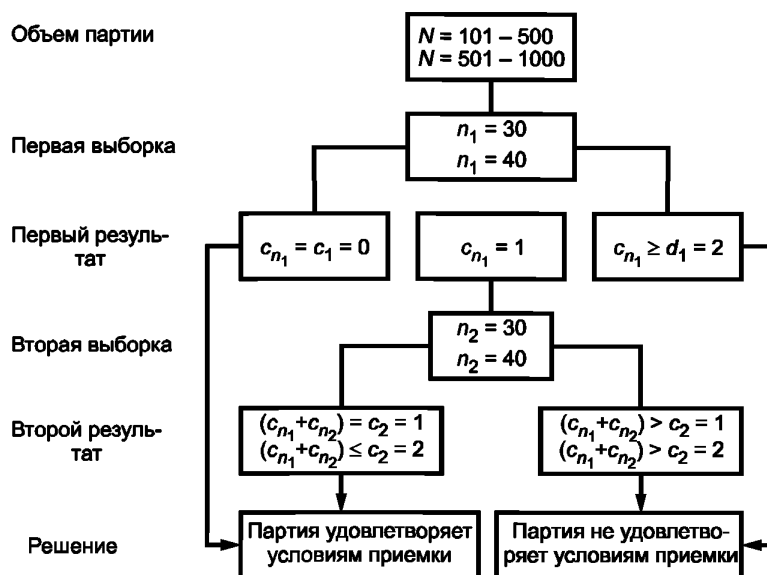 Объем партии
N = 101 – 500
N = 501 – 1000
Первая выборка
n₁ = 30
n₁ = 40
Первый резуль-
тат
cₙ₁ = c₁ = 0
cₙ₁ = 1
cₙ₁ ≥ d₁ = 2
Вторая выборка
n₂ = 30
n₂ = 40
Второй резуль-
тат
(cₙ₁+cₙ₂) = c₂ = 1
(cₙ₁+cₙ₂) ≤ c₂ = 2
(cₙ₁+cₙ₂) > c₂ = 1
(cₙ₁+cₙ₂) > c₂ = 2
Решение
Партия удовлетворяет
условиям приемки
Партия не удовлетво-
ряет условиям приемки